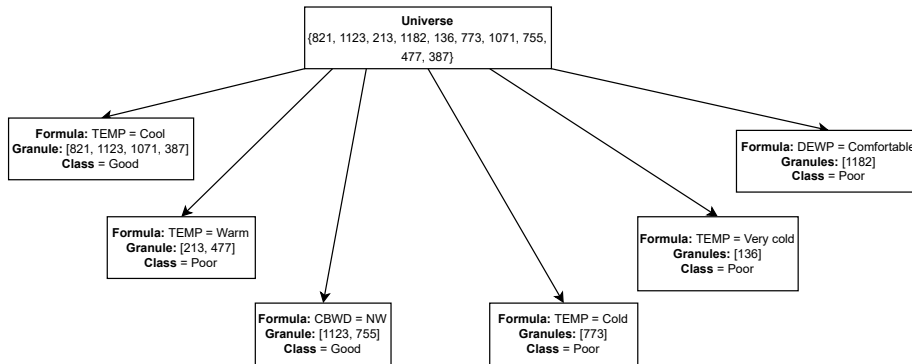 Universe
{821, 1123, 213, 1182, 136, 773, 1071, 755,
477, 387}
Formula: TEMP = Cool
Granule: [821, 1123, 1071, 387]
Class = Good
Formula: DEWP = Comfortable
Granules: [1182]
Class = Poor
Formula: TEMP = Warm
Granule: [213, 477]
Class = Poor
Formula: TEMP = Very cold
Granules: [136]
Class = Poor
Formula: CBWD = NW
Granule: [1123, 755]
Class = Good
Formula: TEMP = Cold
Granules: [773]
Class = Poor